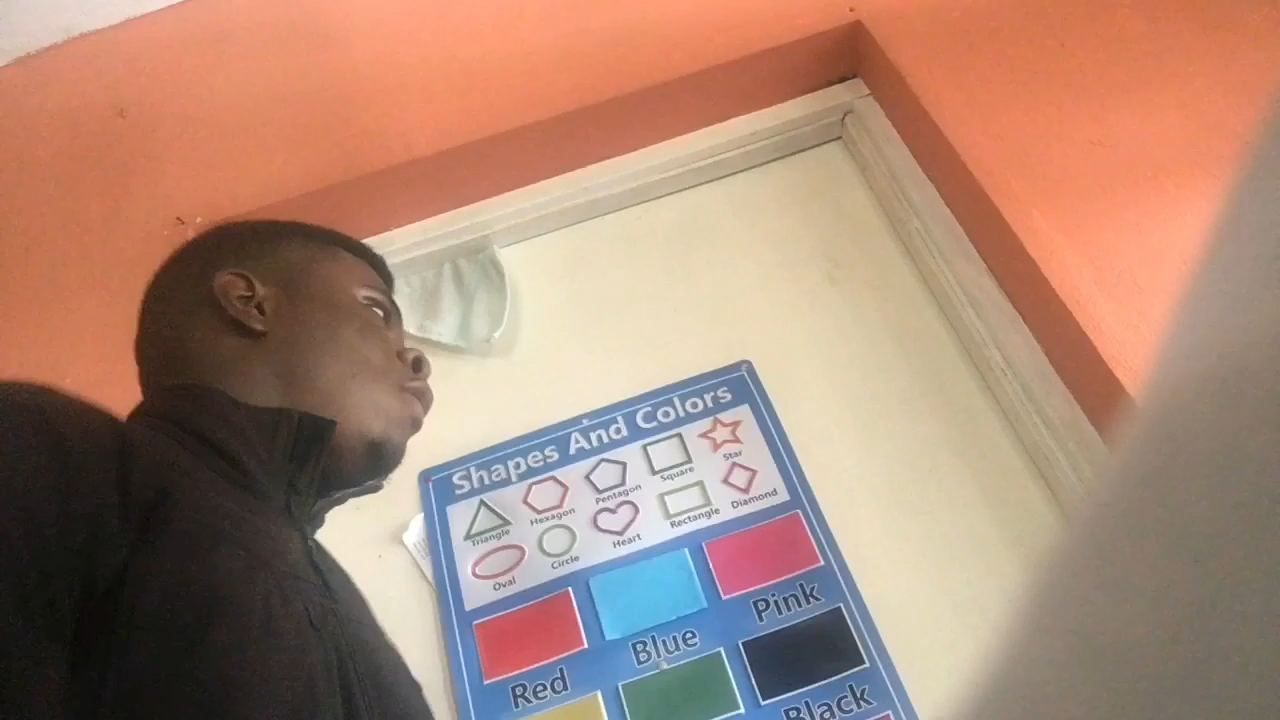 Shapes And Colors
Triangle Hexagon Pentagon Square Star
Oval Circle Heart Rectangle Diamond
Red Blue Pink
Black